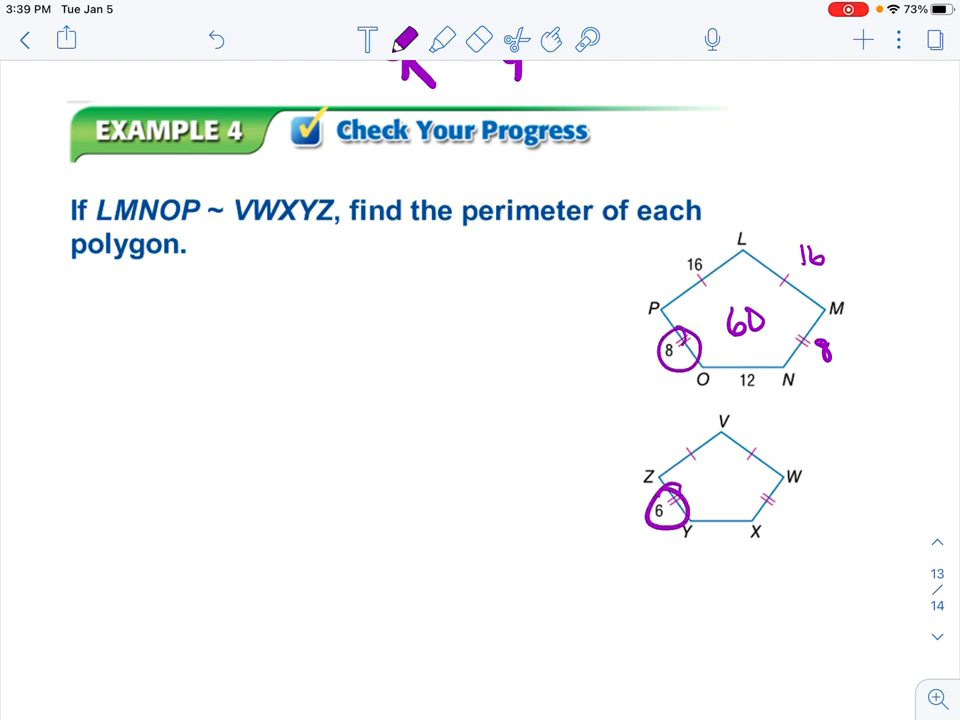 3:39 PM Tue Jan 5
73%
T
EXAMPLE 4 Check Your Progress
If LMNOP ~ VWXYZ, find the perimeter of each
polygon.
L
16
16
P
M
60
8
8
O
12
N
V
Z
W
6
Y
X
13
/
14